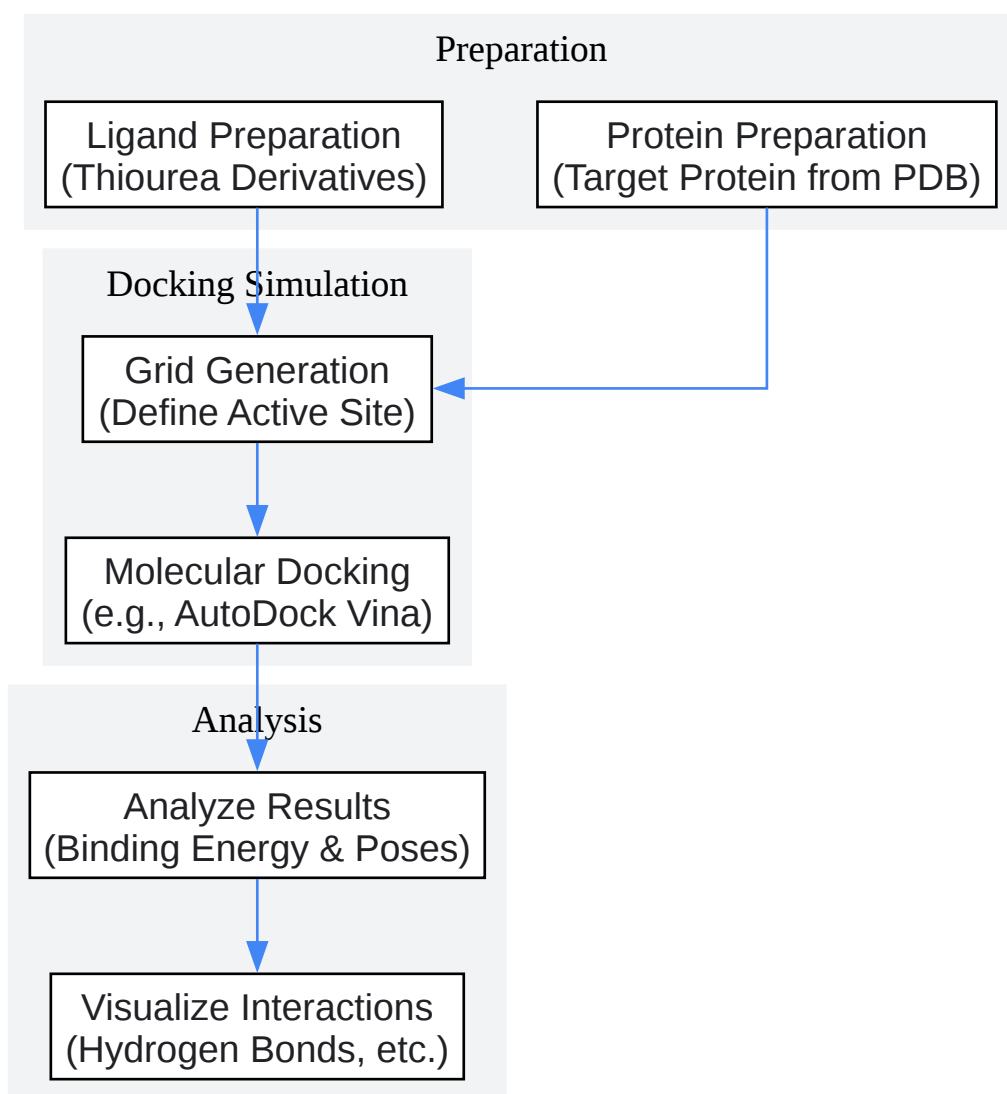 Preparation
Ligand Preparation
(Thiourea Derivatives)
Protein Preparation
(Target Protein from PDB)
Docking Simulation
Grid Generation
(Define Active Site)
Molecular Docking
(e.g., AutoDock Vina)
Analysis
Analyze Results
(Binding Energy & Poses)
Visualize Interactions
(Hydrogen Bonds, etc.)